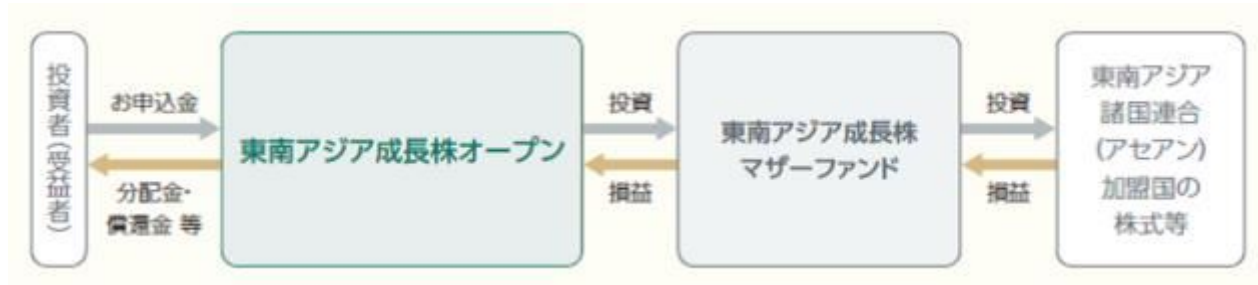 投資者(受益者)
お申込金
分配金・
償還金 等
東南アジア成長株オープン
投資
損益
東南アジア成長株
マザーファンド
投資
損益
東南アジア
諸国連合
(アセアン)
加盟国の
株式等